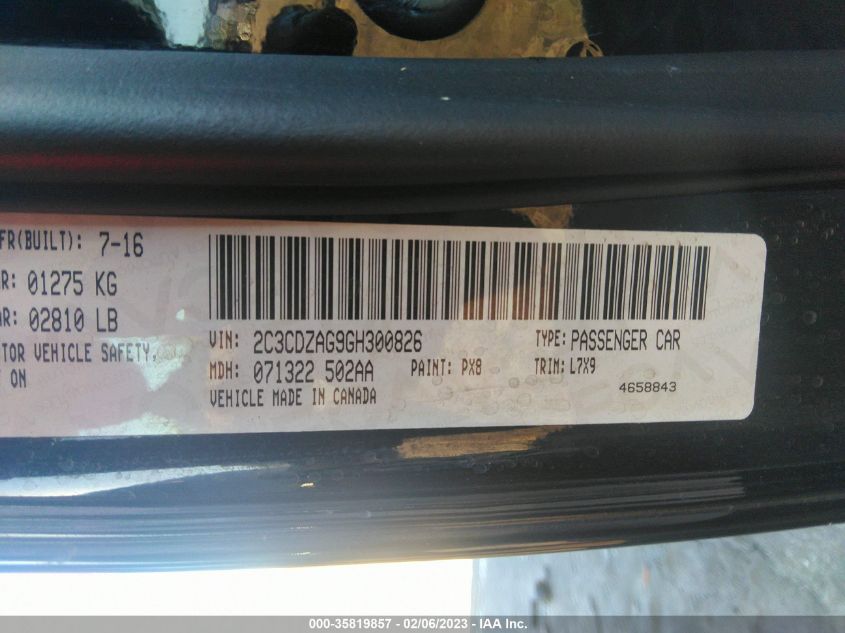 FR(BUILT): 7-16
R: 01275 KG
AR: 02810 LB
TOR VEHICLE SAFETY,
ON
VIN: 2C3CDZAG9GH300826 TYPE: PASSENGER CAR
MDH: 071322 502AA PAINT: PX8 TRIM: L7X9
VEHICLE MADE IN CANADA 4658843
000-35819857 - 02/06/2023 - IAA Inc.